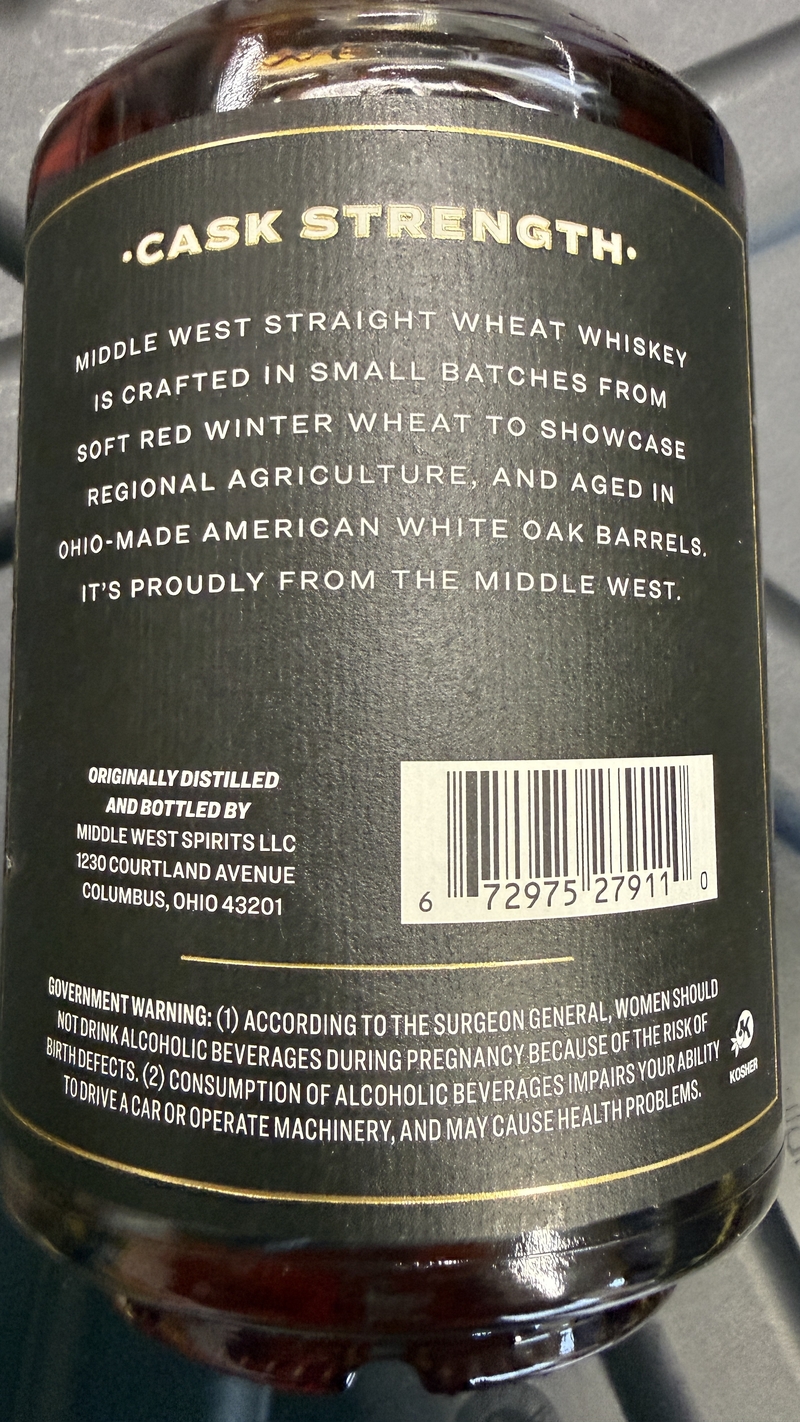 ·CASK STRENGTH·
MIDDLE WEST STRAIGHT WHEAT WHISKEY
IS CRAFTED IN SMALL BATCHES FROM
SOFT RED WINTER WHEAT TO SHOWCASE
REGIONAL AGRICULTURE, AND AGED IN
OHIO-MADE AMERICAN WHITE OAK BARRELS.
IT'S PROUDLY FROM THE MIDDLE WEST.
ORIGINALLY DISTILLED
AND BOTTLED BY
MIDDLE WEST SPIRITS LLC
1230 COURTLAND AVENUE
COLUMBUS, OHIO 43201
6 72975 27911 0
GOVERNMENT WARNING: (1) ACCORDING TO THE SURGEON GENERAL, WOMEN SHOULD
NOT DRINK ALCOHOLIC BEVERAGES DURING PREGNANCY BECAUSE OF THE RISK OF
BIRTH DEFECTS. (2) CONSUMPTION OF ALCOHOLIC BEVERAGES IMPAIRS YOUR ABILITY
TO DRIVE A CAR OR OPERATE MACHINERY, AND MAY CAUSE HEALTH PROBLEMS.
KOSHER